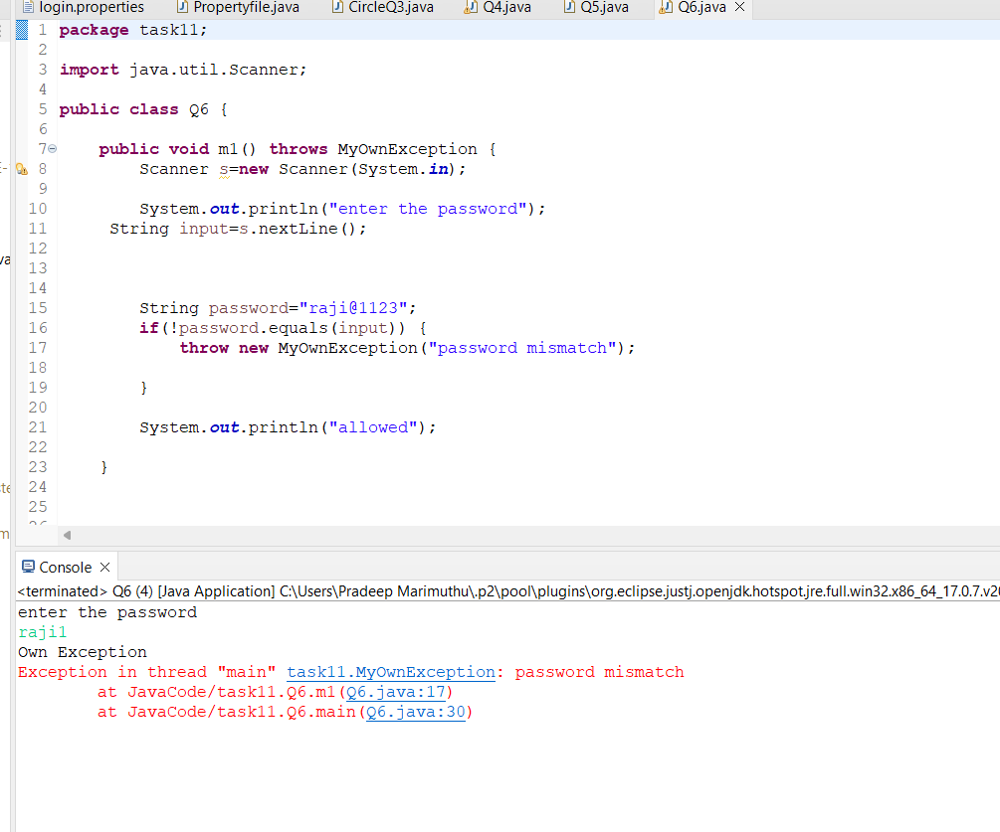 login.properties Propertyfile.java CircleQ3.java Q4.java Q5.java Q6.java
1 package task11;
2
3 import java.util.Scanner;
4
5 public class Q6 {
6
7 public void m1() throws MyOwnException {
8 Scanner s=new Scanner(System.in);
9
10 System.out.println("enter the password");
11 String input=s.nextLine();
12
13
14
15 String password="raji@1123";
16 if(!password.equals(input)) {
17 throw new MyOwnException("password mismatch");
18
19 }
20
21 System.out.println("allowed");
22
23 }
24
25
26
Console
<terminated> Q6 (4) [Java Application] C:\Users\Pradeep Marimuthu\.p2\pool\plugins\org.eclipse.justj.openjdk.hotspot.jre.full.win32.x86_64_17.0.7.v20
enter the password
raji1
Own Exception
Exception in thread "main" task11.MyOwnException: password mismatch
at JavaCode/task11.Q6.m1(Q6.java:17)
at JavaCode/task11.Q6.main(Q6.java:30)